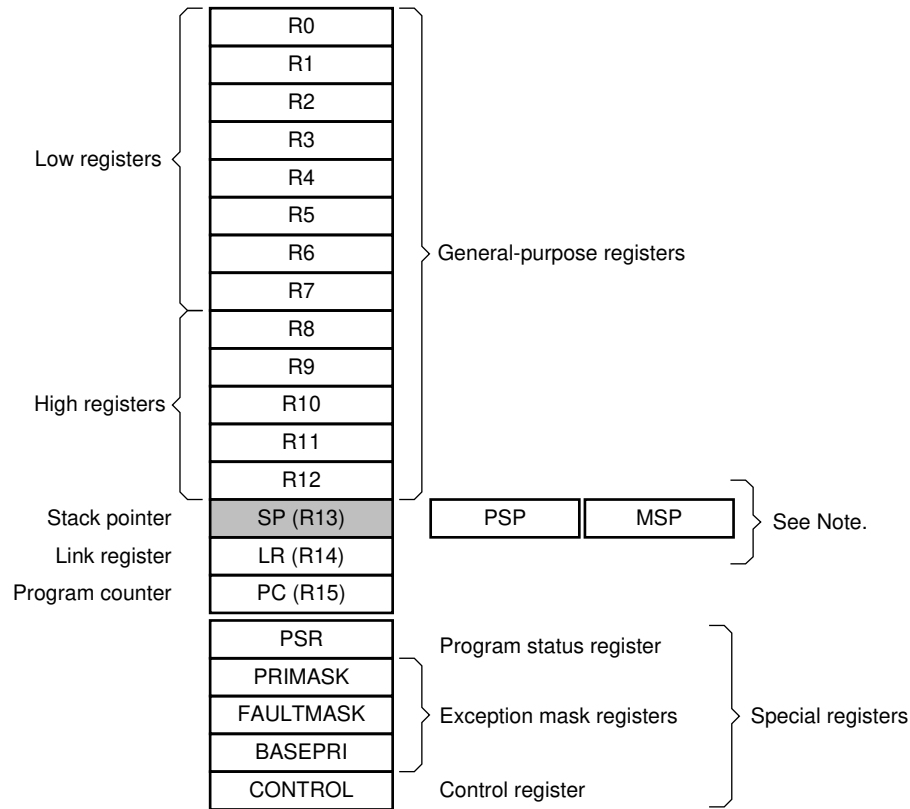 R0
R1
R2
R3
Low registers
R4
R5
R6
General-purpose registers
R7
R8
R9
High registers
R10
R11
R12
Stack pointer
SP (R13)
PSP
MSP
See Note.
Link register
LR (R14)
Program counter
PC (R15)
PSR
Program status register
PRIMASK
FAULTMASK
Exception mask registers
Special registers
BASEPRI
CONTROL
Control register